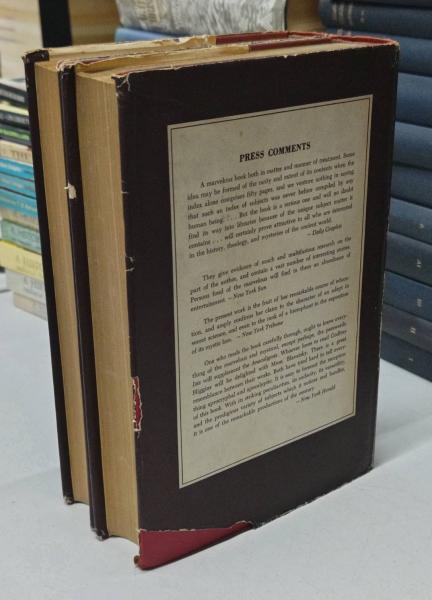 PRESS COMMENTS
A marvelous book both in matter and manner of treatment. Some
idea may be formed of the variety and extent of its contents when the
index alone comprises fifty pages, and we venture nothing in saying
that such an index of subjects was never before compiled by any
human being. . . . But the book is a curious one and will no doubt
find its way into libraries because of the unique subject matter it
contains . . . will certainly prove attractive to all who are interested
in the history, theology, and mysteries of the ancient world.
— Daily Graphic
They give evidence of much and multifarious research on the
part of the author, and contain a vast number of interesting stories.
Persons fond of the marvelous will find in them an abundance of
entertainment. — New York Sun
The present work is the fruit of her remarkable course of educa-
tion, and amply confirms her claims to the character of an adept in
secret science, and even to the rank of a hierophant in the exposition
of its mystic lore. — New York Tribune
One who reads the book carefully through, ought to know every-
thing of the marvelous and mystical, except perhaps, the passwords.
Isis will supplement the Anacalypsis. Whoever loves to read Godfrey
Higgins will be delighted with Mme. Blavatsky. There is a great
resemblance between their works. Both have tried hard to tell every-
thing apocryphal and apocalyptic. It is easy to forecast the reception
of this book. With its striking peculiarities, its audacity, its versatility,
and the prodigious variety of subjects which it notices and handles,
it is one of the remarkable productions of the century.
— New York Herald